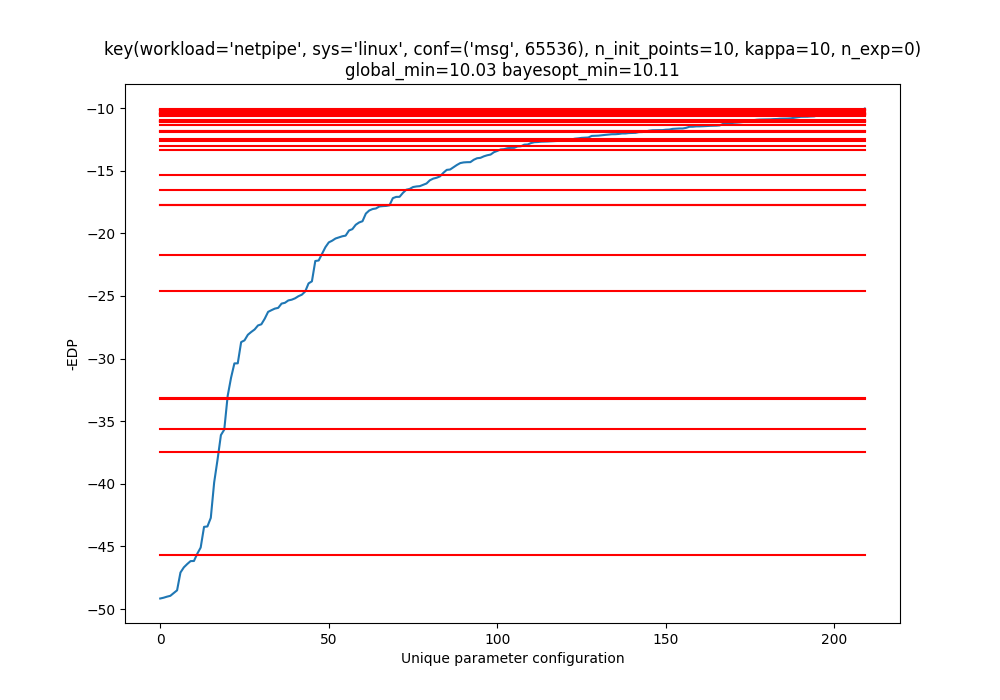 key(workload='netpipe', sys='linux', conf=('msg', 65536), n_init_points=10, kappa=10, n_exp=0)
global_min=10.03 bayesopt_min=10.11
−10
−15
−20
−25
−30
−35
−40
−45
−50
-EDP
0 50 100 150 200
Unique parameter configuration